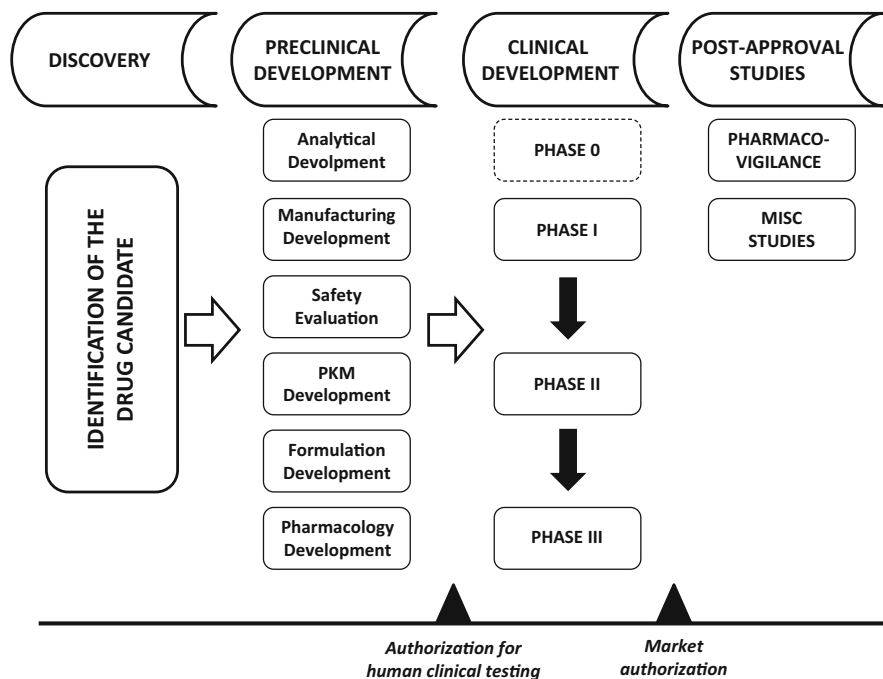 DISCOVERY
PRECLINICAL
DEVELOPMENT
CLINICAL
DEVELOPMENT
POST-APPROVAL
STUDIES
IDENTIFICATION OF THE
DRUG CANDIDATE
Analytical
Devolpment
Manufacturing
Development
Safety
Evaluation
PKM
Development
Formulation
Development
Pharmacology
Development
PHASE 0
PHASE I
PHASE II
PHASE III
PHARMACO-
VIGILANCE
MISC
STUDIES
Authorization for
human clinical testing
Market
authorization